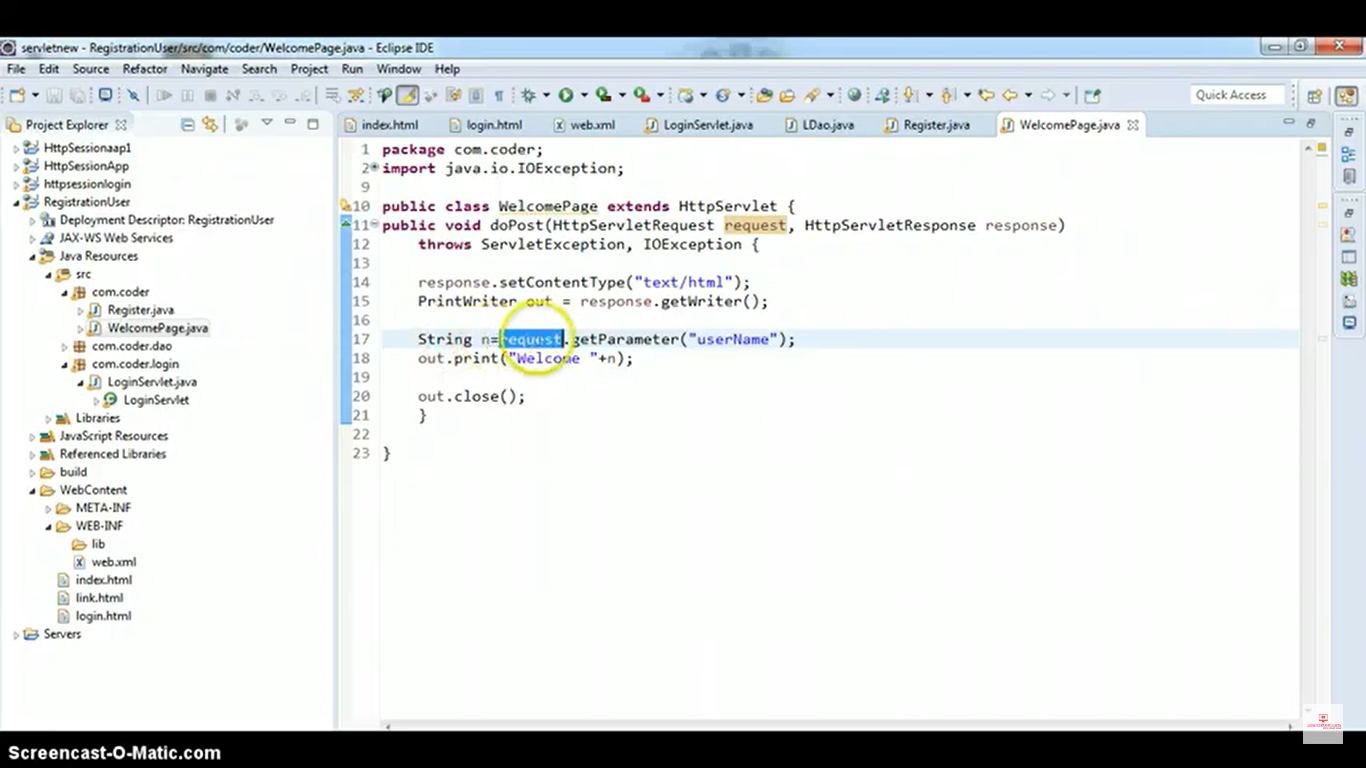 servletnew - RegistrationUser/src/com/coder/WelcomePage.java - Eclipse IDE
File Edit Source Refactor Navigate Search Project Run Window Help
Quick Access
Project Explorer
index.html login.html web.xml LoginServlet.java LDao.java Register.java WelcomePage.java
HttpSessionaap1
HttpSessionApp
httpsessionlogin
RegistrationUser
Deployment Descriptor: RegistrationUser
JAX-WS Web Services
Java Resources
src
com.coder
Register.java
WelcomePage.java
com.coder.dao
com.coder.login
LoginServlet.java
LoginServlet
Libraries
JavaScript Resources
Referenced Libraries
build
WebContent
META-INF
WEB-INF
lib
web.xml
index.html
link.html
login.html
Servers
1 package com.coder;
2 import java.io.IOException;
9
10 public class WelcomePage extends HttpServlet {
11 public void doPost(HttpServletRequest request, HttpServletResponse response)
12 throws ServletException, IOException {
13
14 response.setContentType("text/html");
15 PrintWriter out = response.getWriter();
16
17 String n=request.getParameter("userName");
18 out.print("Welcome "+n);
19
20 out.close();
21 }
22
23 }
Screencast-O-Matic.com